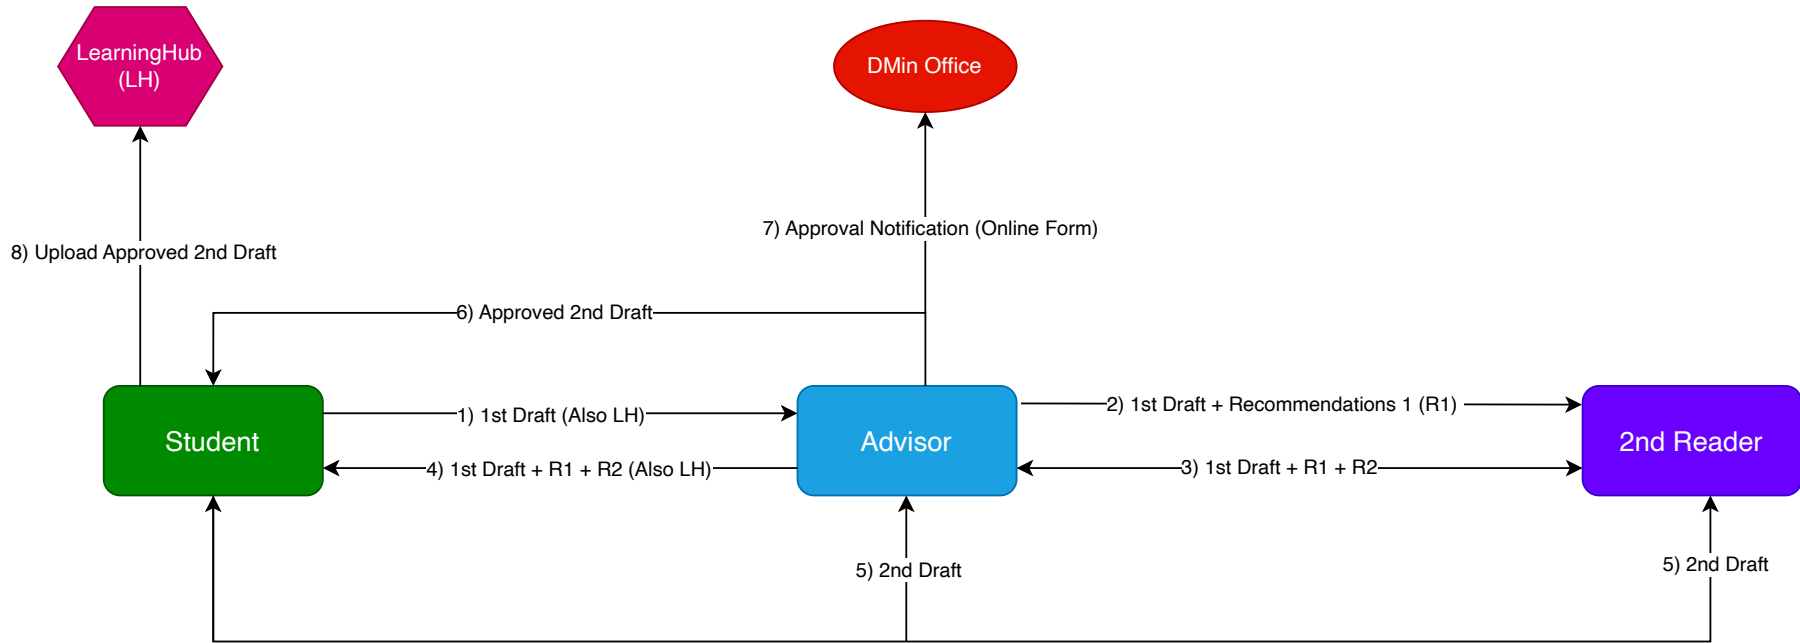 LearningHub
(LH)
DMin Office
7) Approval Notification (Online Form)
8) Upload Approved 2nd Draft
6) Approved 2nd Draft
1) 1st Draft (Also LH)
2) 1st Draft + Recommendations 1 (R1)
Student
Advisor
2nd Reader
4) 1st Draft + R1 + R2 (Also LH)
3) 1st Draft + R1 + R2
5) 2nd Draft
5) 2nd Draft